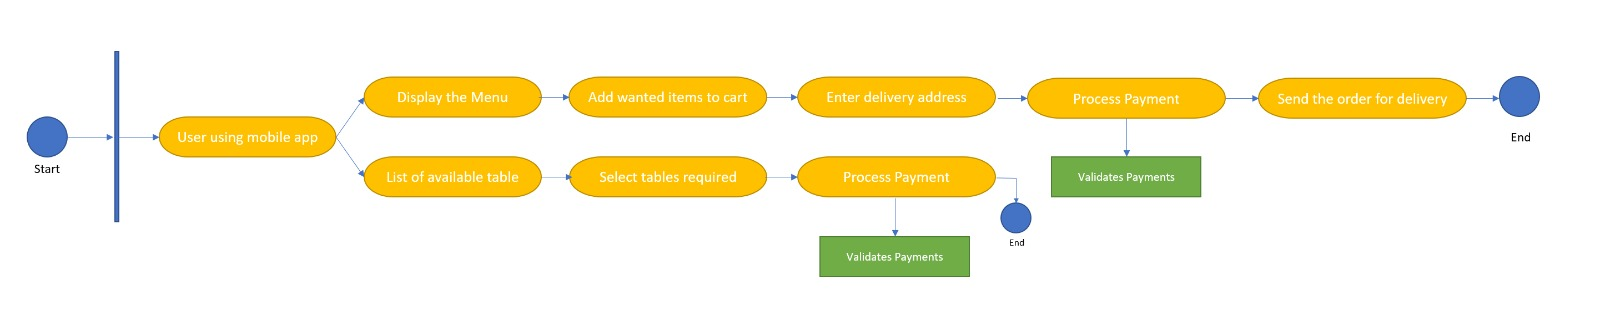 Start
User using mobile app
Display the Menu
Add wanted items to cart
Enter delivery address
Process Payment
Send the order for delivery
End
Validates Payments
List of available table
Select tables required
Process Payment
End
Validates Payments